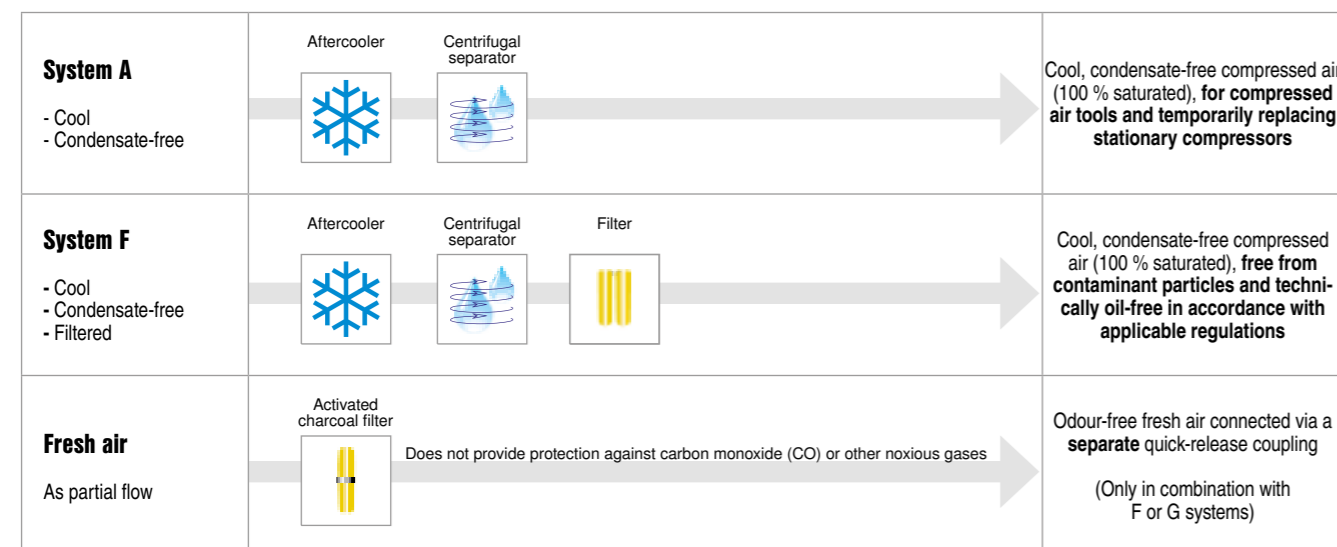 System A
- Cool
- Condensate-free
Aftercooler
Centrifugal
separator
Cool, condensate-free compressed air
(100 % saturated), for compressed
air tools and temporarily replacing
stationary compressors
System F
- Cool
- Condensate-free
- Filtered
Aftercooler
Centrifugal
separator
Filter
Cool, condensate-free compressed
air (100 % saturated), free from
contaminant particles and techni-
cally oil-free in accordance with
applicable regulations
Fresh air
As partial flow
Activated
charcoal filter
Does not provide protection against carbon monoxide (CO) or other noxious gases
Odour-free fresh air connected via a
separate quick-release coupling
(Only in combination with
F or G systems)